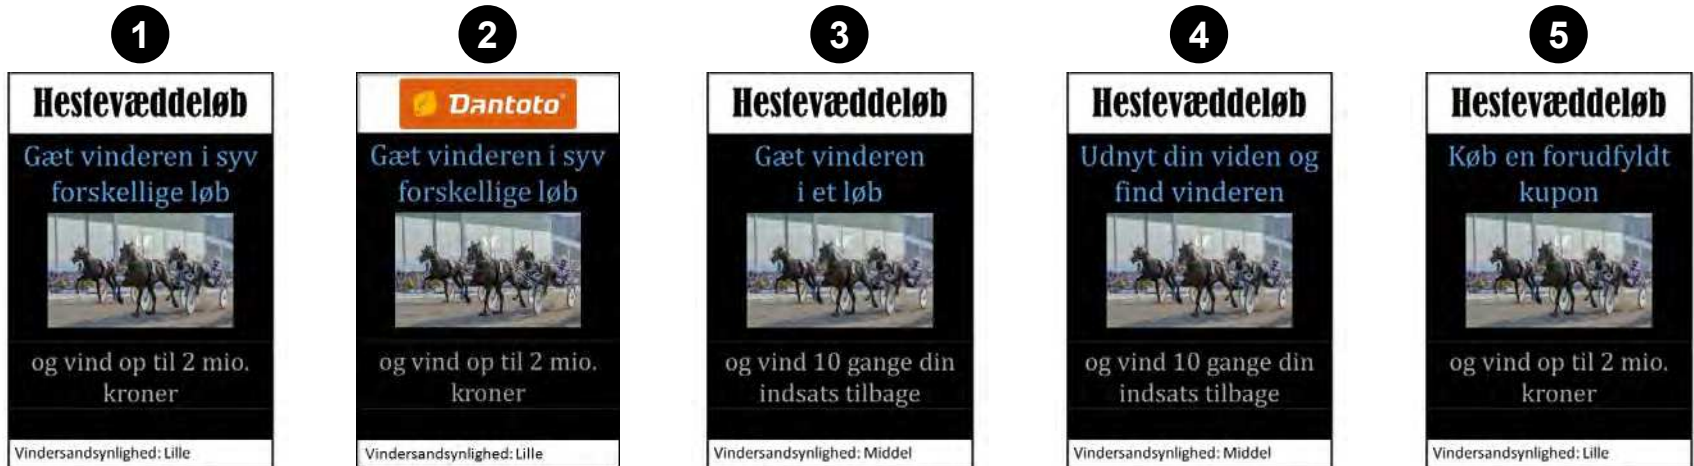 1
Hestevæddeløb
Gæt vinderen i syv
forskellige løb
og vind op til 2 mio.
kroner
Vindersandsynlighed: Lille
2
Dantoto
Gæt vinderen i syv
forskellige løb
og vind op til 2 mio.
kroner
Vindersandsynlighed: Lille
3
Hestevæddeløb
Gæt vinderen
i et løb
og vind 10 gange din
indsats tilbage
Vindersandsynlighed: Middel
4
Hestevæddeløb
Udnyt din viden og
find vinderen
og vind 10 gange din
indsats tilbage
Vindersandsynlighed: Middel
5
Hestevæddeløb
Køb en forudfyldt
kupon
og vind op til 2 mio.
kroner
Vindersandsynlighed: Lille